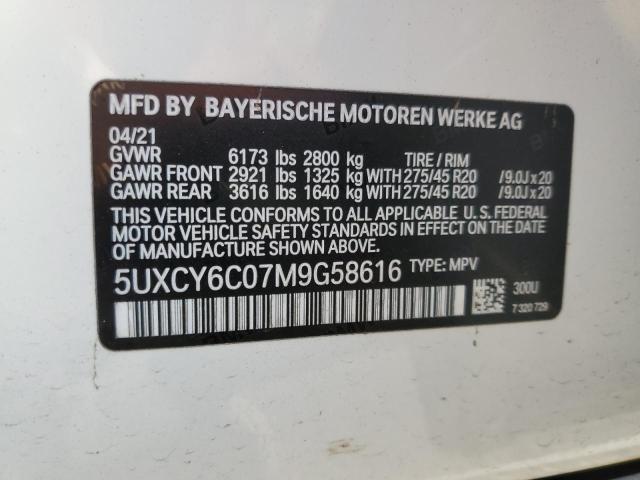 MFD BY BAYERISCHE MOTOREN WERKE AG
04/21
GVWR 6173 lbs 2800 kg TIRE / RIM
GAWR FRONT 2921 lbs 1325 kg WITH 275/45 R20 /9.0J x 20
GAWR REAR 3616 lbs 1640 kg WITH 275/45 R20 /9.0J x 20
THIS VEHICLE CONFORMS TO ALL APPLICABLE U. S. FEDERAL
MOTOR VEHICLE SAFETY STANDARDS IN EFFECT ON THE DATE
OF MANUFACTURE SHOWN ABOVE.
5UXCY6C07M9G58616 TYPE: MPV
300U
7 320 729